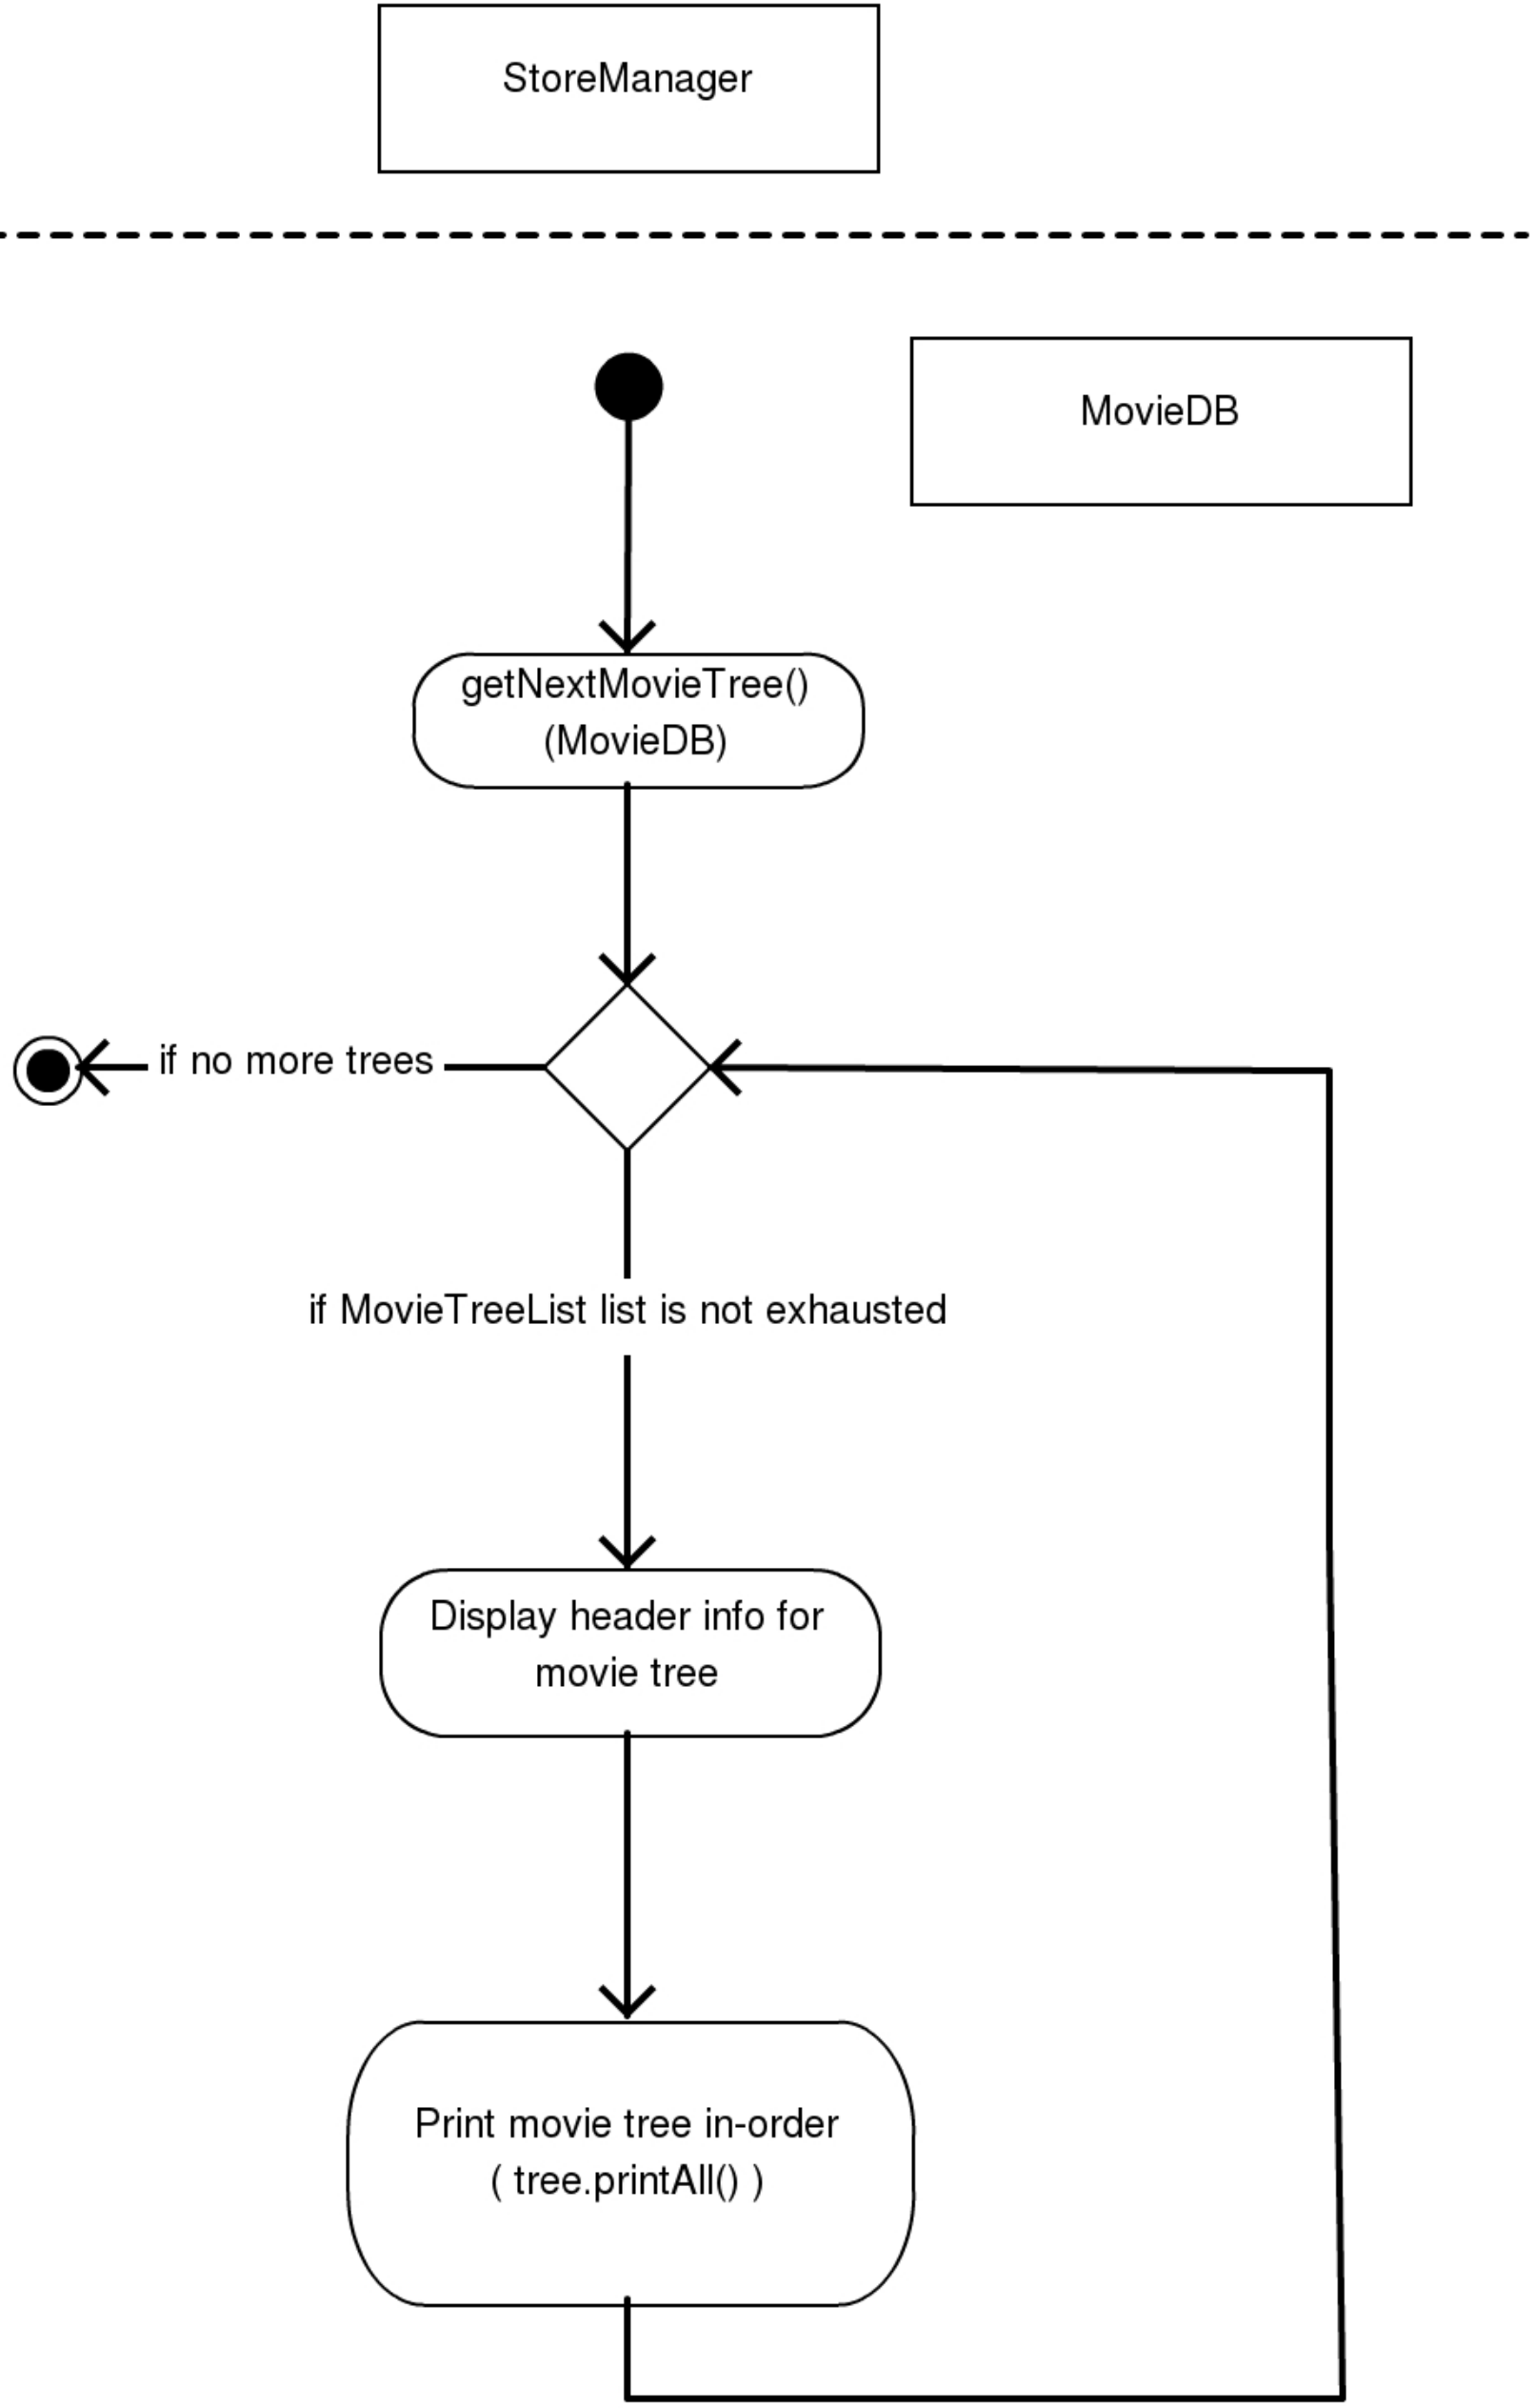 StoreManager
MovieDB
getNextMovieTree()
(MovieDB)
if no more trees
if MovieTreeList list is not exhausted
Display header info for
movie tree
Print movie tree in-order
( tree.printAll() )